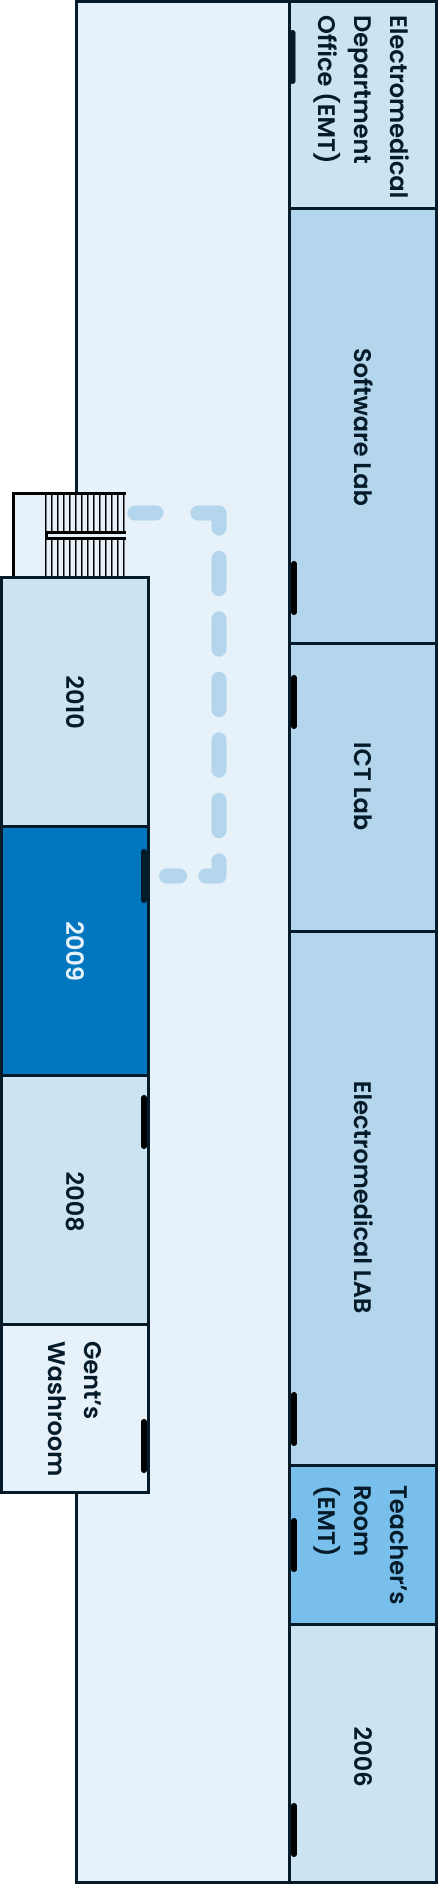 Electromedical
Department
Office (EMT)
Software Lab
ICT Lab
Electromedical LAB
Teacher's
Room
(EMT)
2006
2010
2009
2008
Gent's
Washroom